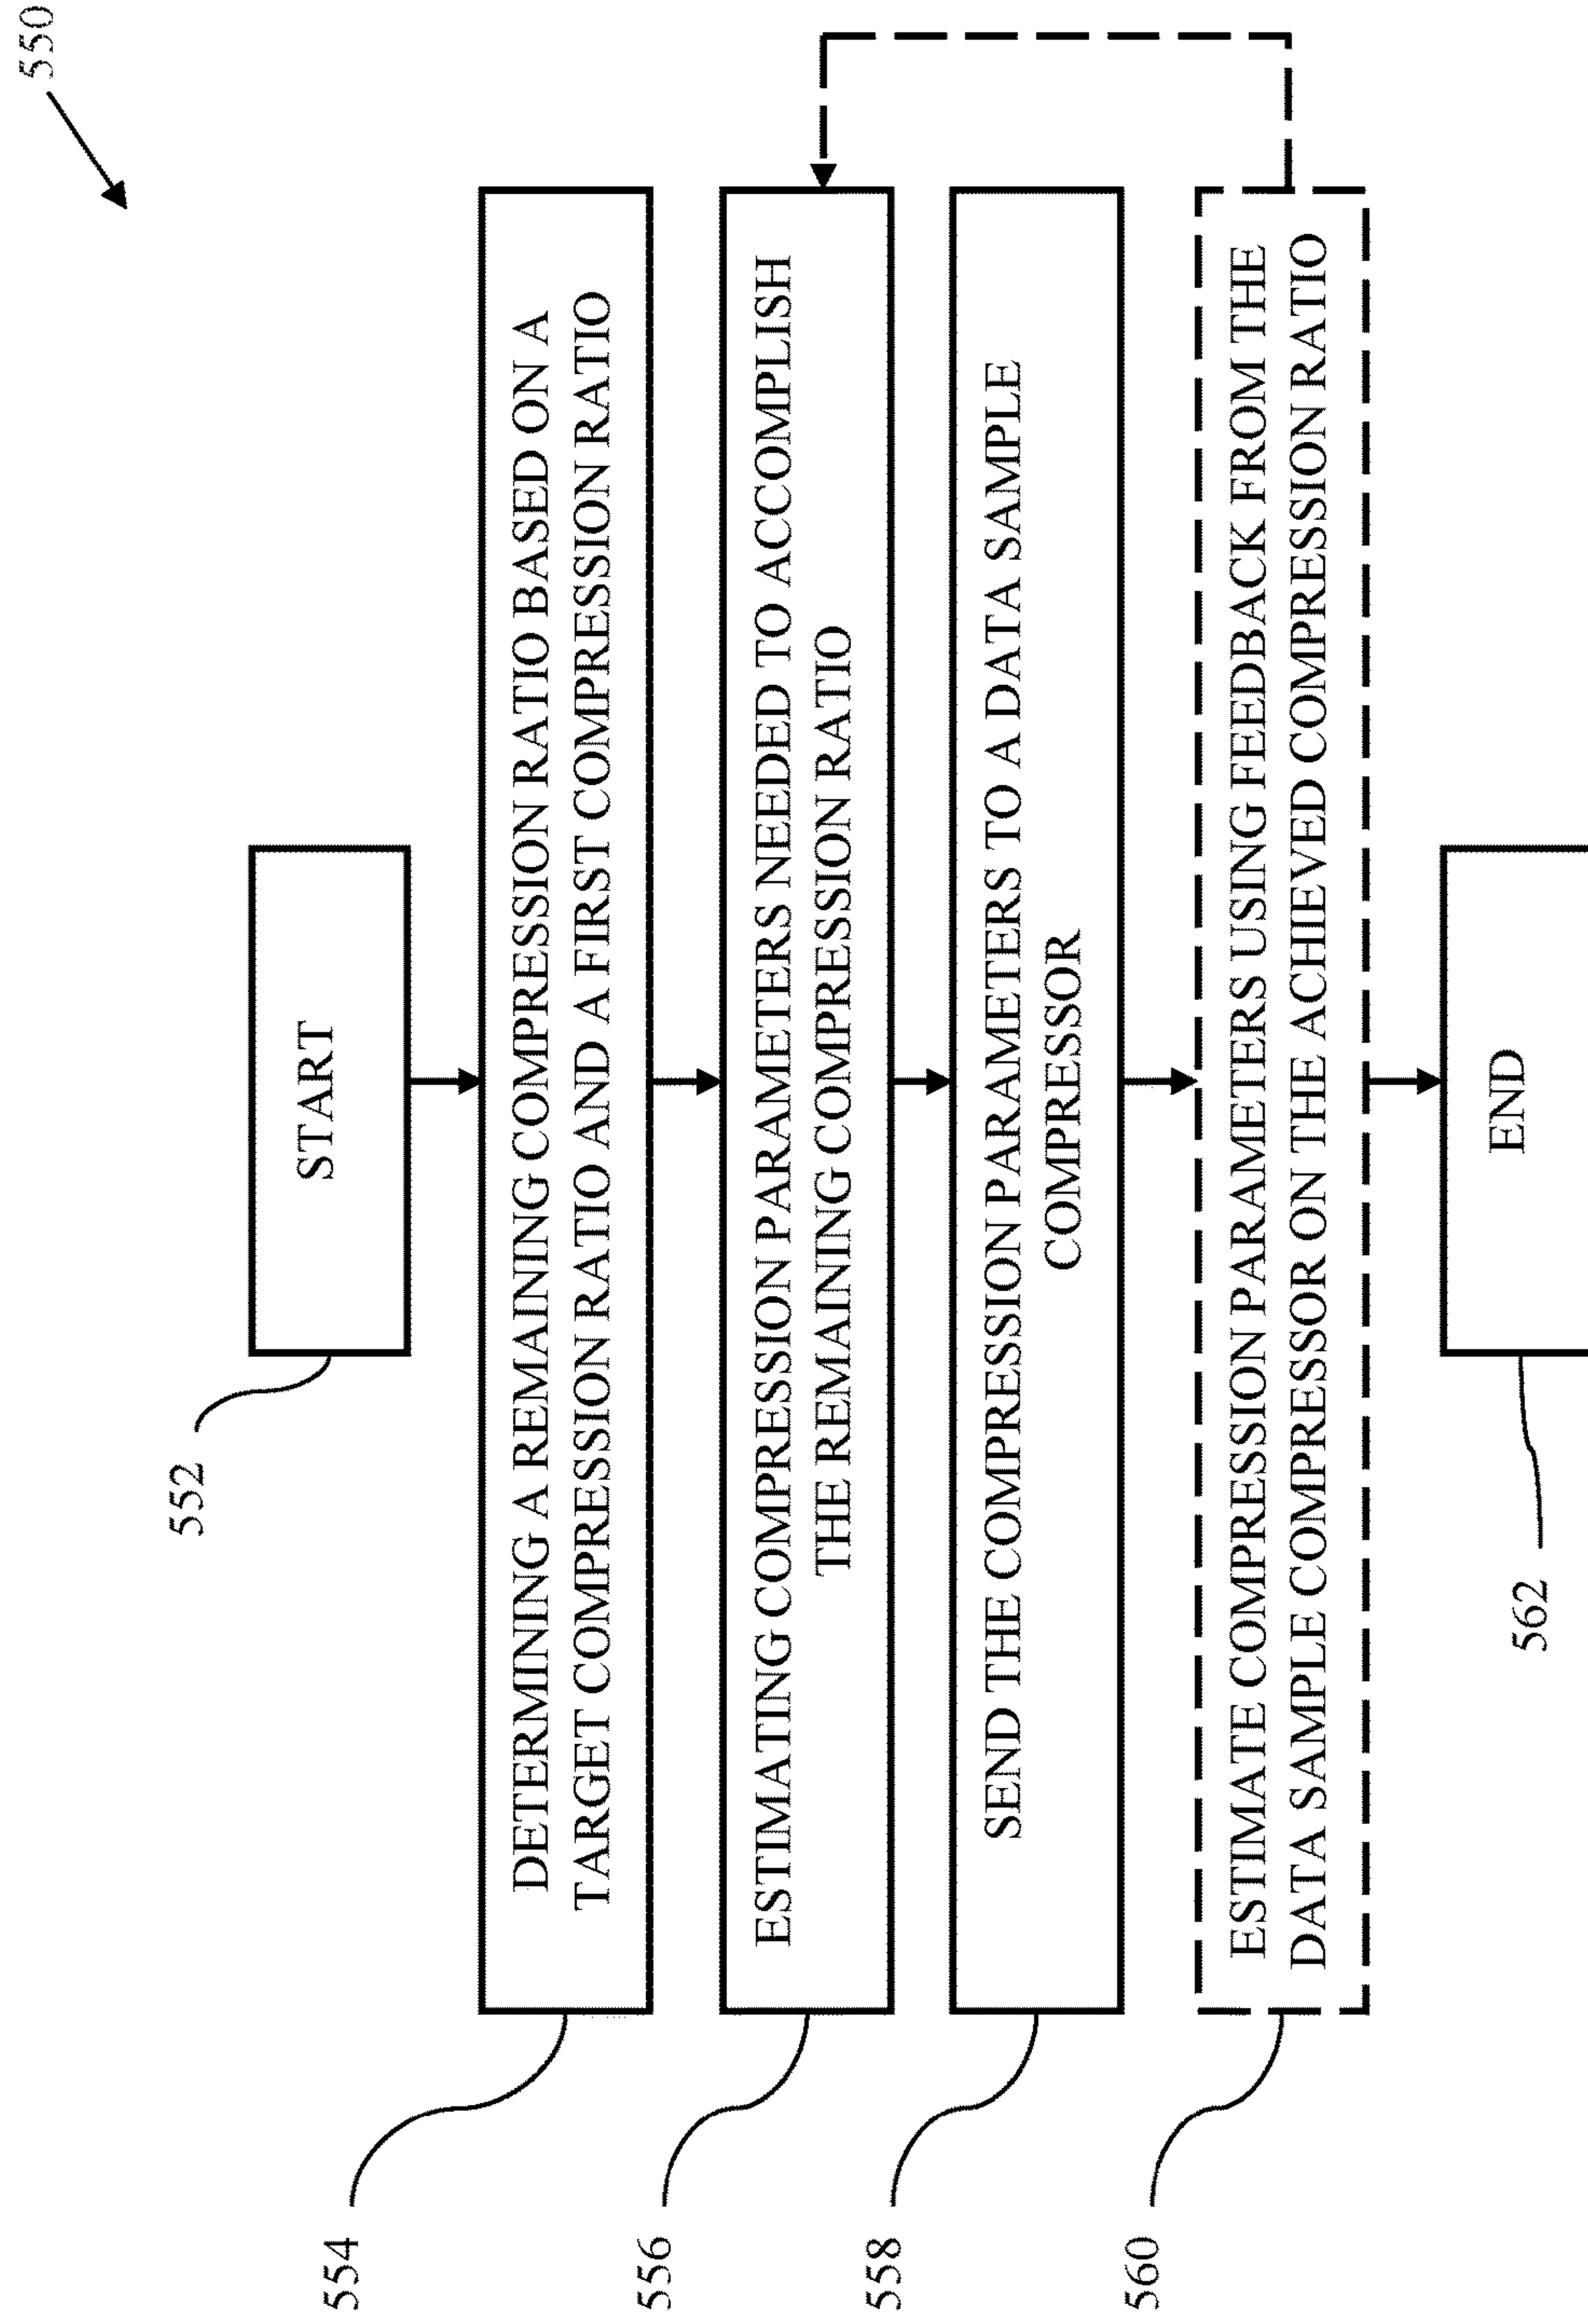 550
552
START
554
DETERMINING A REMAINING COMPRESSION RATIO BASED ON A
TARGET COMPRESSION RATIO AND A FIRST COMPRESSION RATIO
556
ESTIMATING COMPRESSION PARAMETERS NEEDED TO ACCOMPLISH
THE REMAINING COMPRESSION RATIO
558
SEND THE COMPRESSION PARAMETERS TO A DATA SAMPLE
COMPRESSOR
560
ESTIMATE COMPRESSION PARAMETERS USING FEEDBACK FROM THE
DATA SAMPLE COMPRESSOR ON THE ACHIEVED COMPRESSION RATIO
562
END